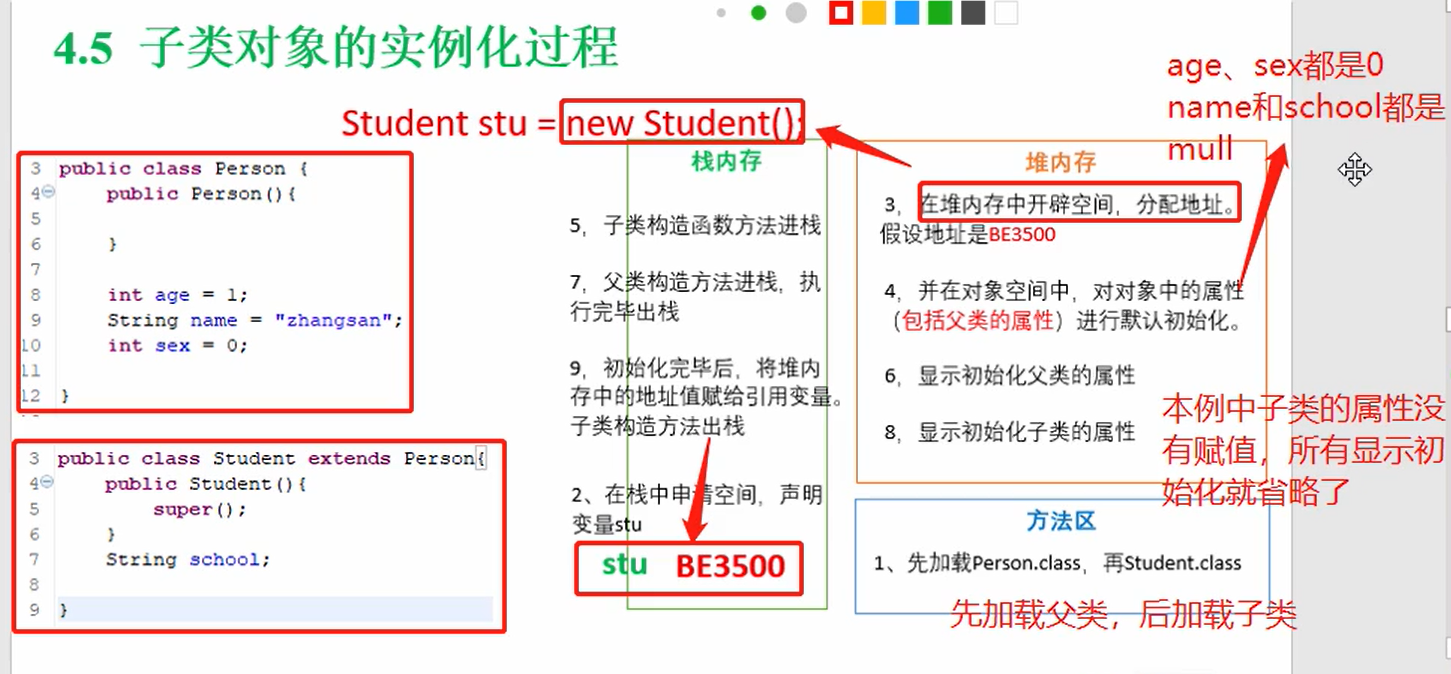 4.5 子类对象的实例化过程
Student stu = new Student();
3 public class Person {
4 public Person(){
5
6 }
7
8 int age = 1;
9 String name = "zhangsan";
10 int sex = 0;
11
12 }
3 public class Student extends Person{
4 public Student(){
5 super();
6 }
7 String school;
8
9 }
栈内存
5，子类构造函数方法进栈
7，父类构造方法进栈，执
行完毕出栈
9，初始化完毕后，将堆内
存中的地址值赋给引用变量。
子类构造方法出栈
2、在栈中申请空间，声明
变量stu
stu BE3500
堆内存
3，在堆内存中开辟空间，分配地址。
假设地址是BE3500
4，并在对象空间中，对对象中的属性
（包括父类的属性）进行默认初始化。
6，显示初始化父类的属性
8，显示初始化子类的属性
方法区
1、先加载Person.class，再Student.class
先加载父类，后加载子类
age、sex都是0
name和school都是
mull
本例中子类的属性没
有赋值，所有显示初
始化就省略了